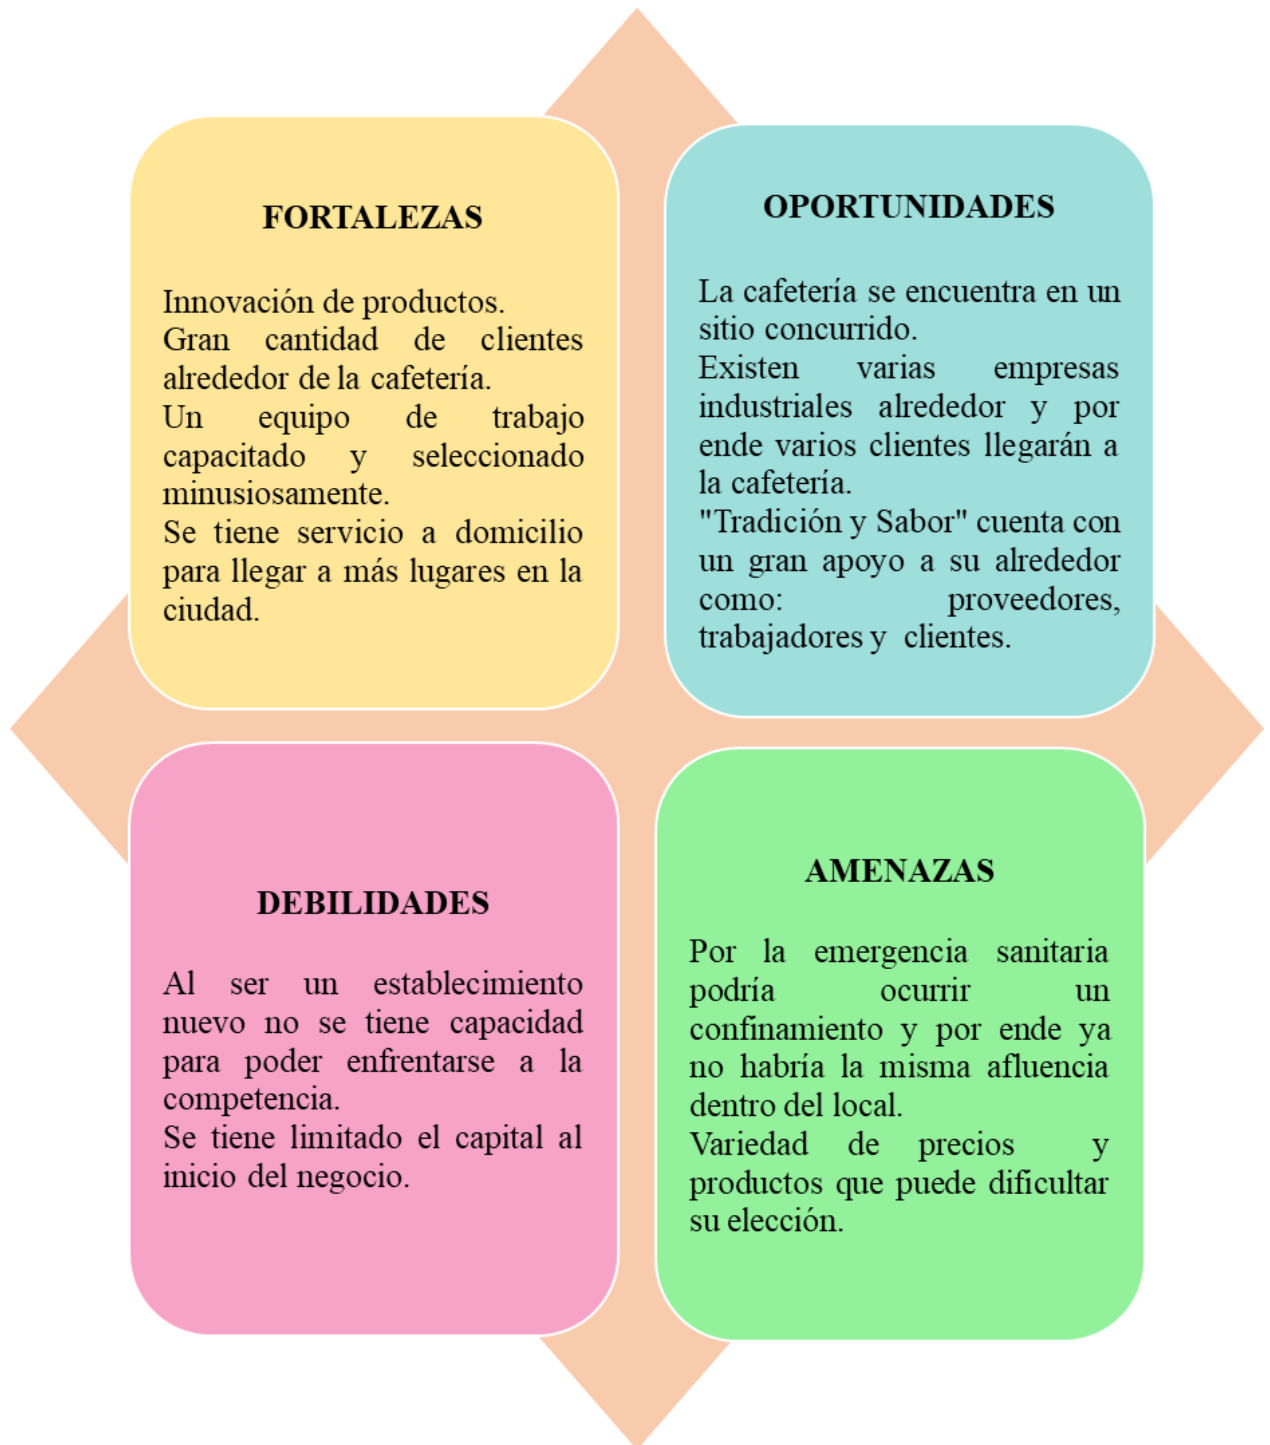 FORTALEZAS
Innovación de productos.
Gran cantidad de clientes
alrededor de la cafetería.
Un equipo de trabajo
capacitado y seleccionado
minusiosamente.
Se tiene servicio a domicilio
para llegar a más lugares en la
ciudad.
OPORTUNIDADES
La cafetería se encuentra en un
sitio concurrido.
Existen varias empresas
industriales alrededor y por
ende varios clientes llegarán a
la cafetería.
"Tradición y Sabor" cuenta con
un gran apoyo a su alrededor
como: proveedores,
trabajadores y clientes.
DEBILIDADES
Al ser un establecimiento
nuevo no se tiene capacidad
para poder enfrentarse a la
competencia.
Se tiene limitado el capital al
inicio del negocio.
AMENAZAS
Por la emergencia sanitaria
podría ocurrir un
confinamiento y por ende ya
no habría la misma afluencia
dentro del local.
Variedad de precios y
productos que puede dificultar
su elección.